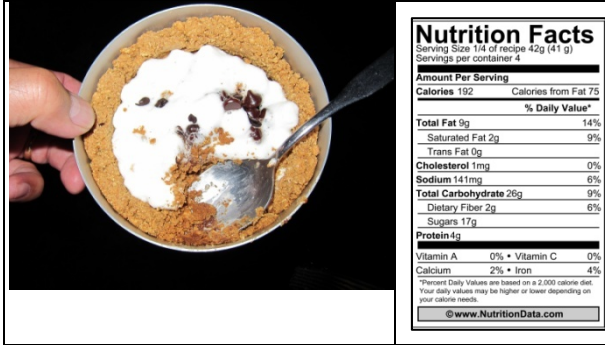 Nutrition Facts
Serving Size 1/4 of recipe 42g (41 g)
Servings per container 4
Amount Per Serving
Calories 192 Calories from Fat 75
% Daily Value*
Total Fat 9g 14%
Saturated Fat 2g 9%
Trans Fat 0g
Cholesterol 1mg 0%
Sodium 141mg 6%
Total Carbohydrate 26g 9%
Dietary Fiber 2g 6%
Sugars 17g
Protein 4g
Vitamin A 0% • Vitamin C 0%
Calcium 2% • Iron 4%
*Percent Daily Values are based on a 2,000 calorie diet.
Your daily values may be higher or lower depending on
your calorie needs.
©www.NutritionData.com